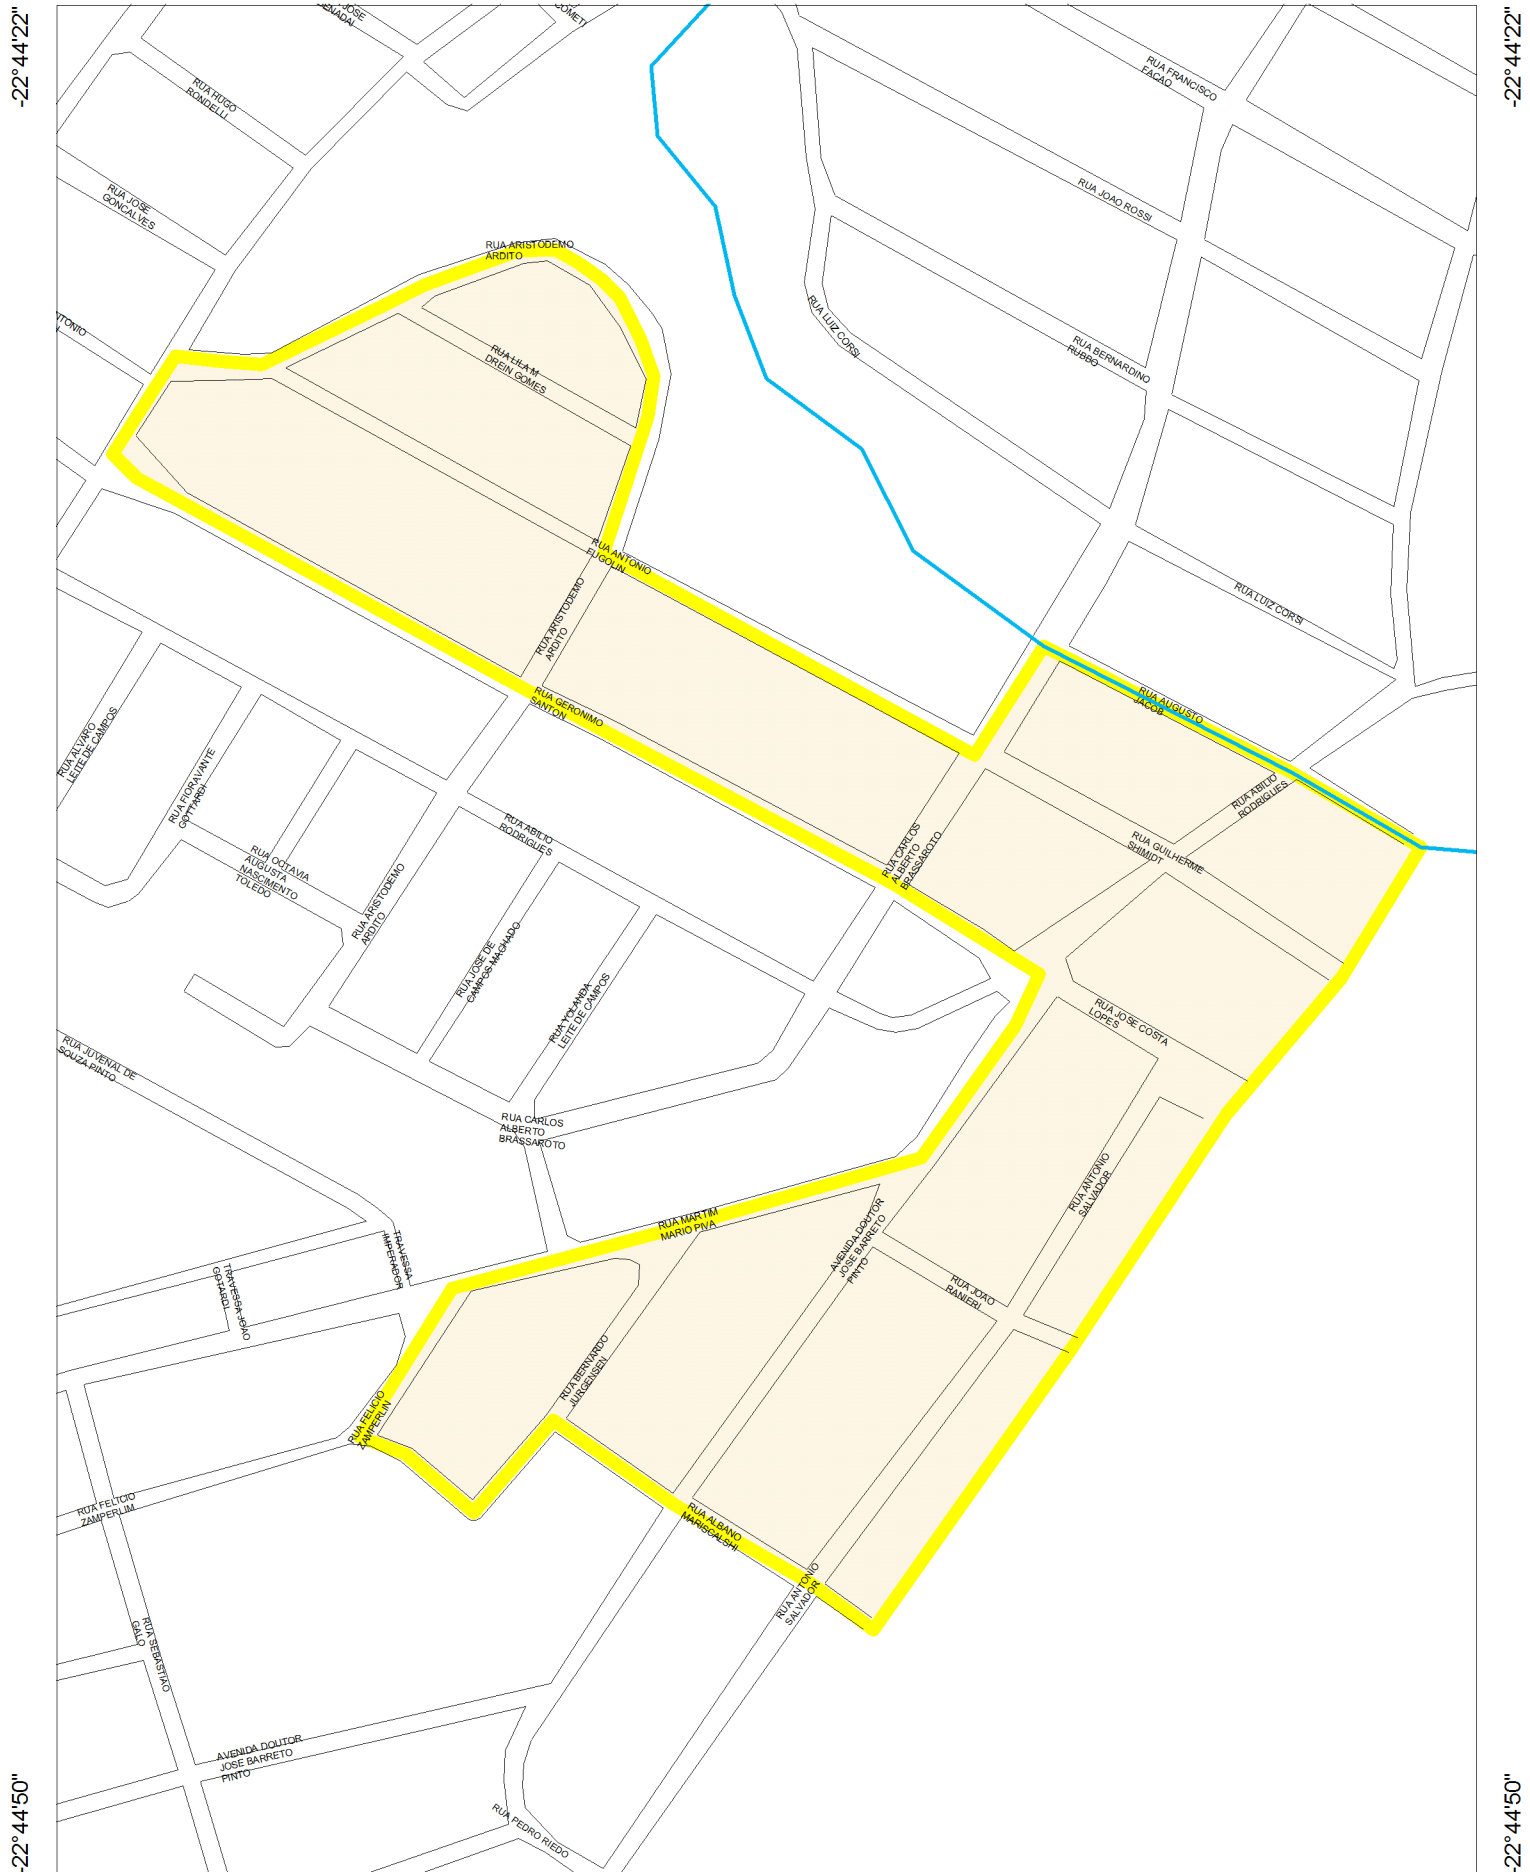 -22°44'22"
-22°44'22"
JOSE
ENADAI
COMETI
RUA FRANCISCO
FACAO
RUA HUGO
RONDELLI
RUA JOSE
GONCALVES
RUA JOAO ROSSI
RUA ARISTODEMO
ARDITO
RUA LUIZ CORSI
RUA BERNARDINO
RUBBO
RUA LILA M
DREIN GOMES
RUA ANTONIO
EUGOLIN
RUA ARISTODEMO
ARDITO
RUA LUIZ CORSI
RUA GERONIMO
SANTON
RUA AUGUSTO
JACOB
RUA ALVARO
LEITE DE CAMPOS
RUA FIORAVANTE
GOTTARDI
RUA ABILIO
RODRIGUES
RUA ABILIO
RODRIGUES
RUA CARLOS
ALBERTO
BRASSAROTO
RUA GUILHERME
SHIMIDT
RUA OCTAVIA
AUGUSTA
NASCIMENTO
TOLEDO
RUA ARISTODEMO
ARDITO
RUA JOSE DE
CAMPOS MACHADO
RUA YOLANDA
LEITE DE CAMPOS
RUA JOSE COSTA
LOPES
RUA JUVENAL DE
SOUZA PINTO
RUA CARLOS
ALBERTO
BRASSAROTO
RUA ANTONIO
SALVADOR
RUA MARTIM
MARIO PIVA
AVENIDA DOUTOR
JOSE BARRETO
PINTO
TRAVESSA
IMPERADOR
TRAVESSA JOAO
GOTARDI
RUA JOAO
RANIERI
RUA BERNARDO
JURGENSEN
RUA FELICIO
ZAMPERLIN
RUA FELICIO
ZAMPERLIM
RUA ALBANO
MARISCALSHI
RUA ANTONIO
SALVADOR
RUA SEBASTIAO
GALO
AVENIDA DOUTOR
JOSE BARRETO
PINTO
RUA PEDRO RIEDO
-22°44'50"
-22°44'50"